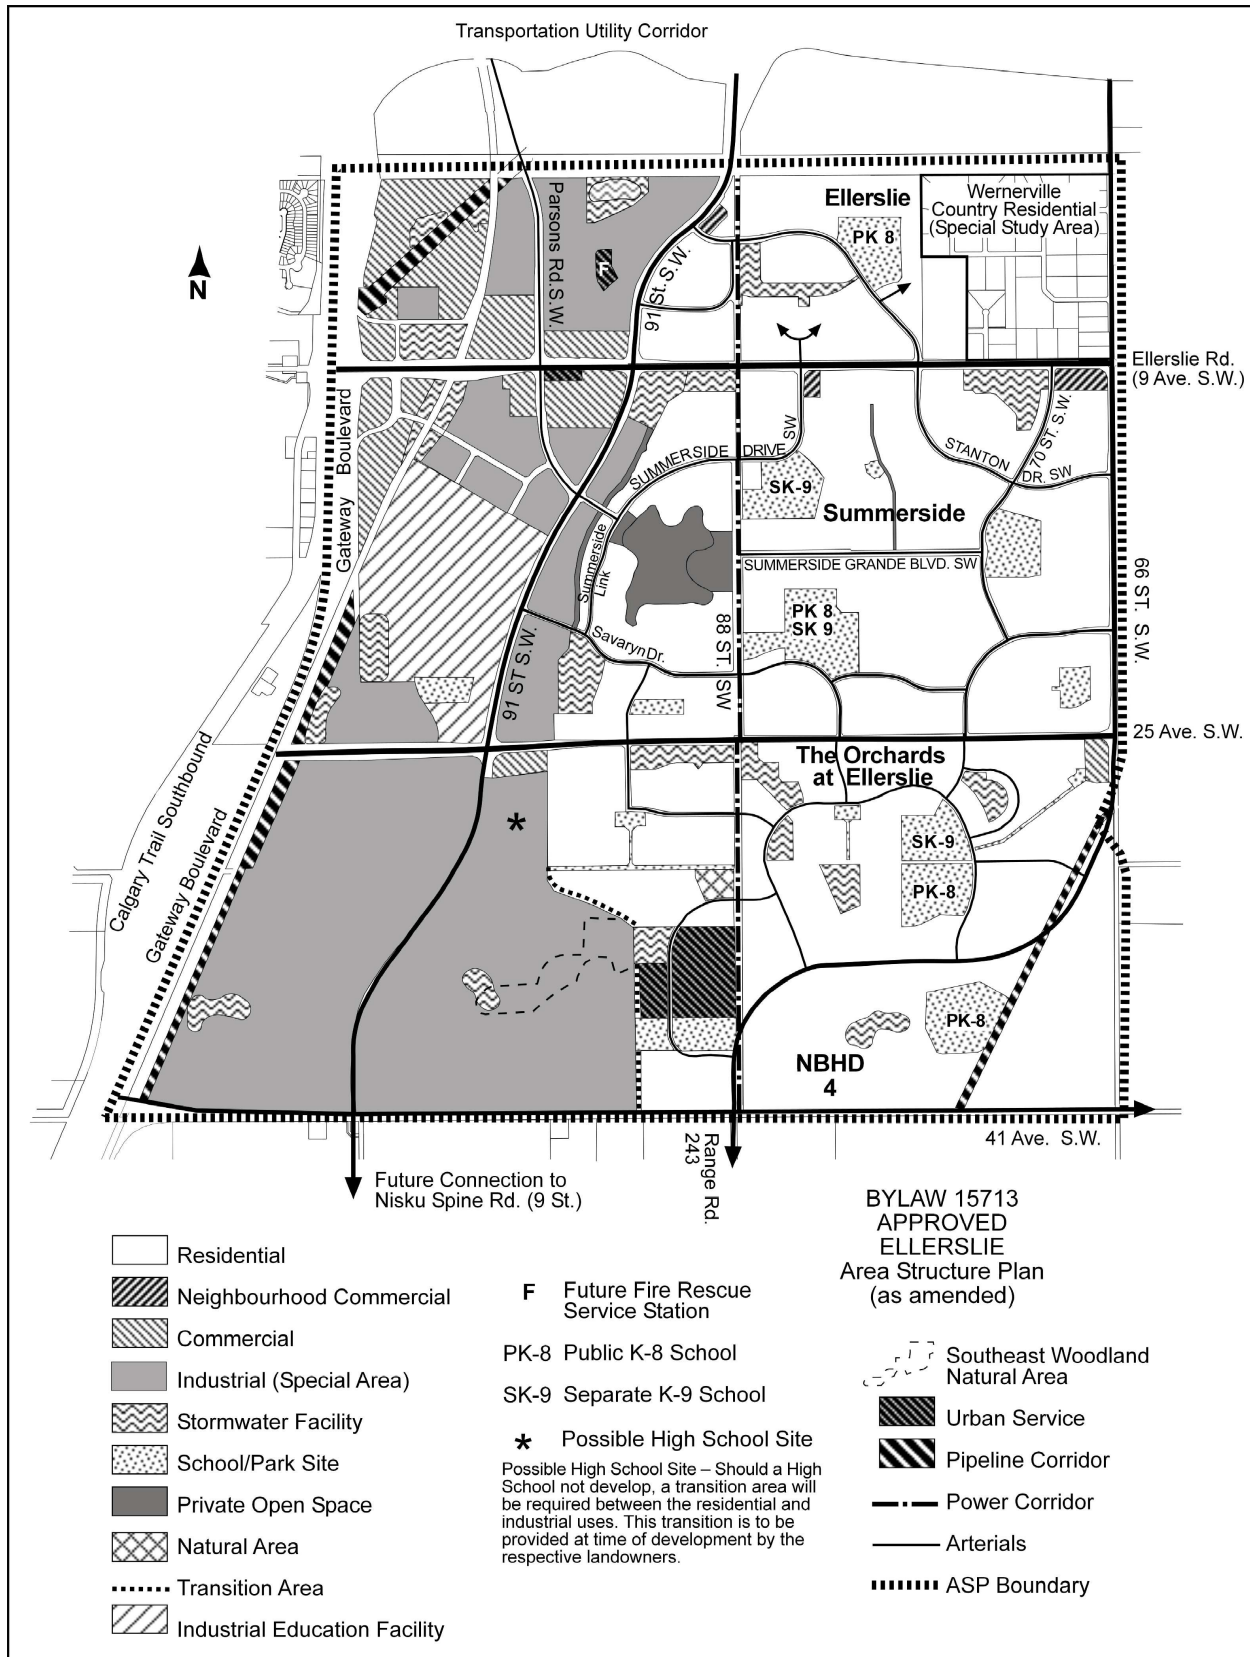 Transportation Utility Corridor
Ellerslie
Wernerville
Country Residential
(Special Study Area)
PK 8
Parsons Rd.S.W.
F
91 St. S.W.
N
Ellerslie Rd.
(9 Ave. S.W.)
Gateway Boulevard
SUMMERSIDE DRIVE SW
STANTON DR. SW
70 ST. S.W.
SK-9
Summerside
Summerside
Link
SUMMERSIDE GRANDE BLVD. SW
66 ST. S.W.
PK 8
SK 9
Savaryn Dr.
88 ST. SW
91 ST S.W.
25 Ave. S.W.
The Orchards
at Ellerslie
Calgary Trail Southbound
Gateway Boulevard
*
SK-9
PK-8
PK-8
NBHD
4
41 Ave. S.W.
Range Rd.
243
Future Connection to
Nisku Spine Rd. (9 St.)
BYLAW 15713
APPROVED
ELLERSLIE
Area Structure Plan
(as amended)
Residential
Neighbourhood Commercial
Commercial
Industrial (Special Area)
Stormwater Facility
School/Park Site
Private Open Space
Natural Area
Transition Area
Industrial Education Facility
F Future Fire Rescue
Service Station
PK-8 Public K-8 School
SK-9 Separate K-9 School
* Possible High School Site
Possible High School Site – Should a High
School not develop, a transition area will
be required between the residential and
industrial uses. This transition is to be
provided at time of development by the
respective landowners.
Southeast Woodland
Natural Area
Urban Service
Pipeline Corridor
Power Corridor
Arterials
ASP Boundary